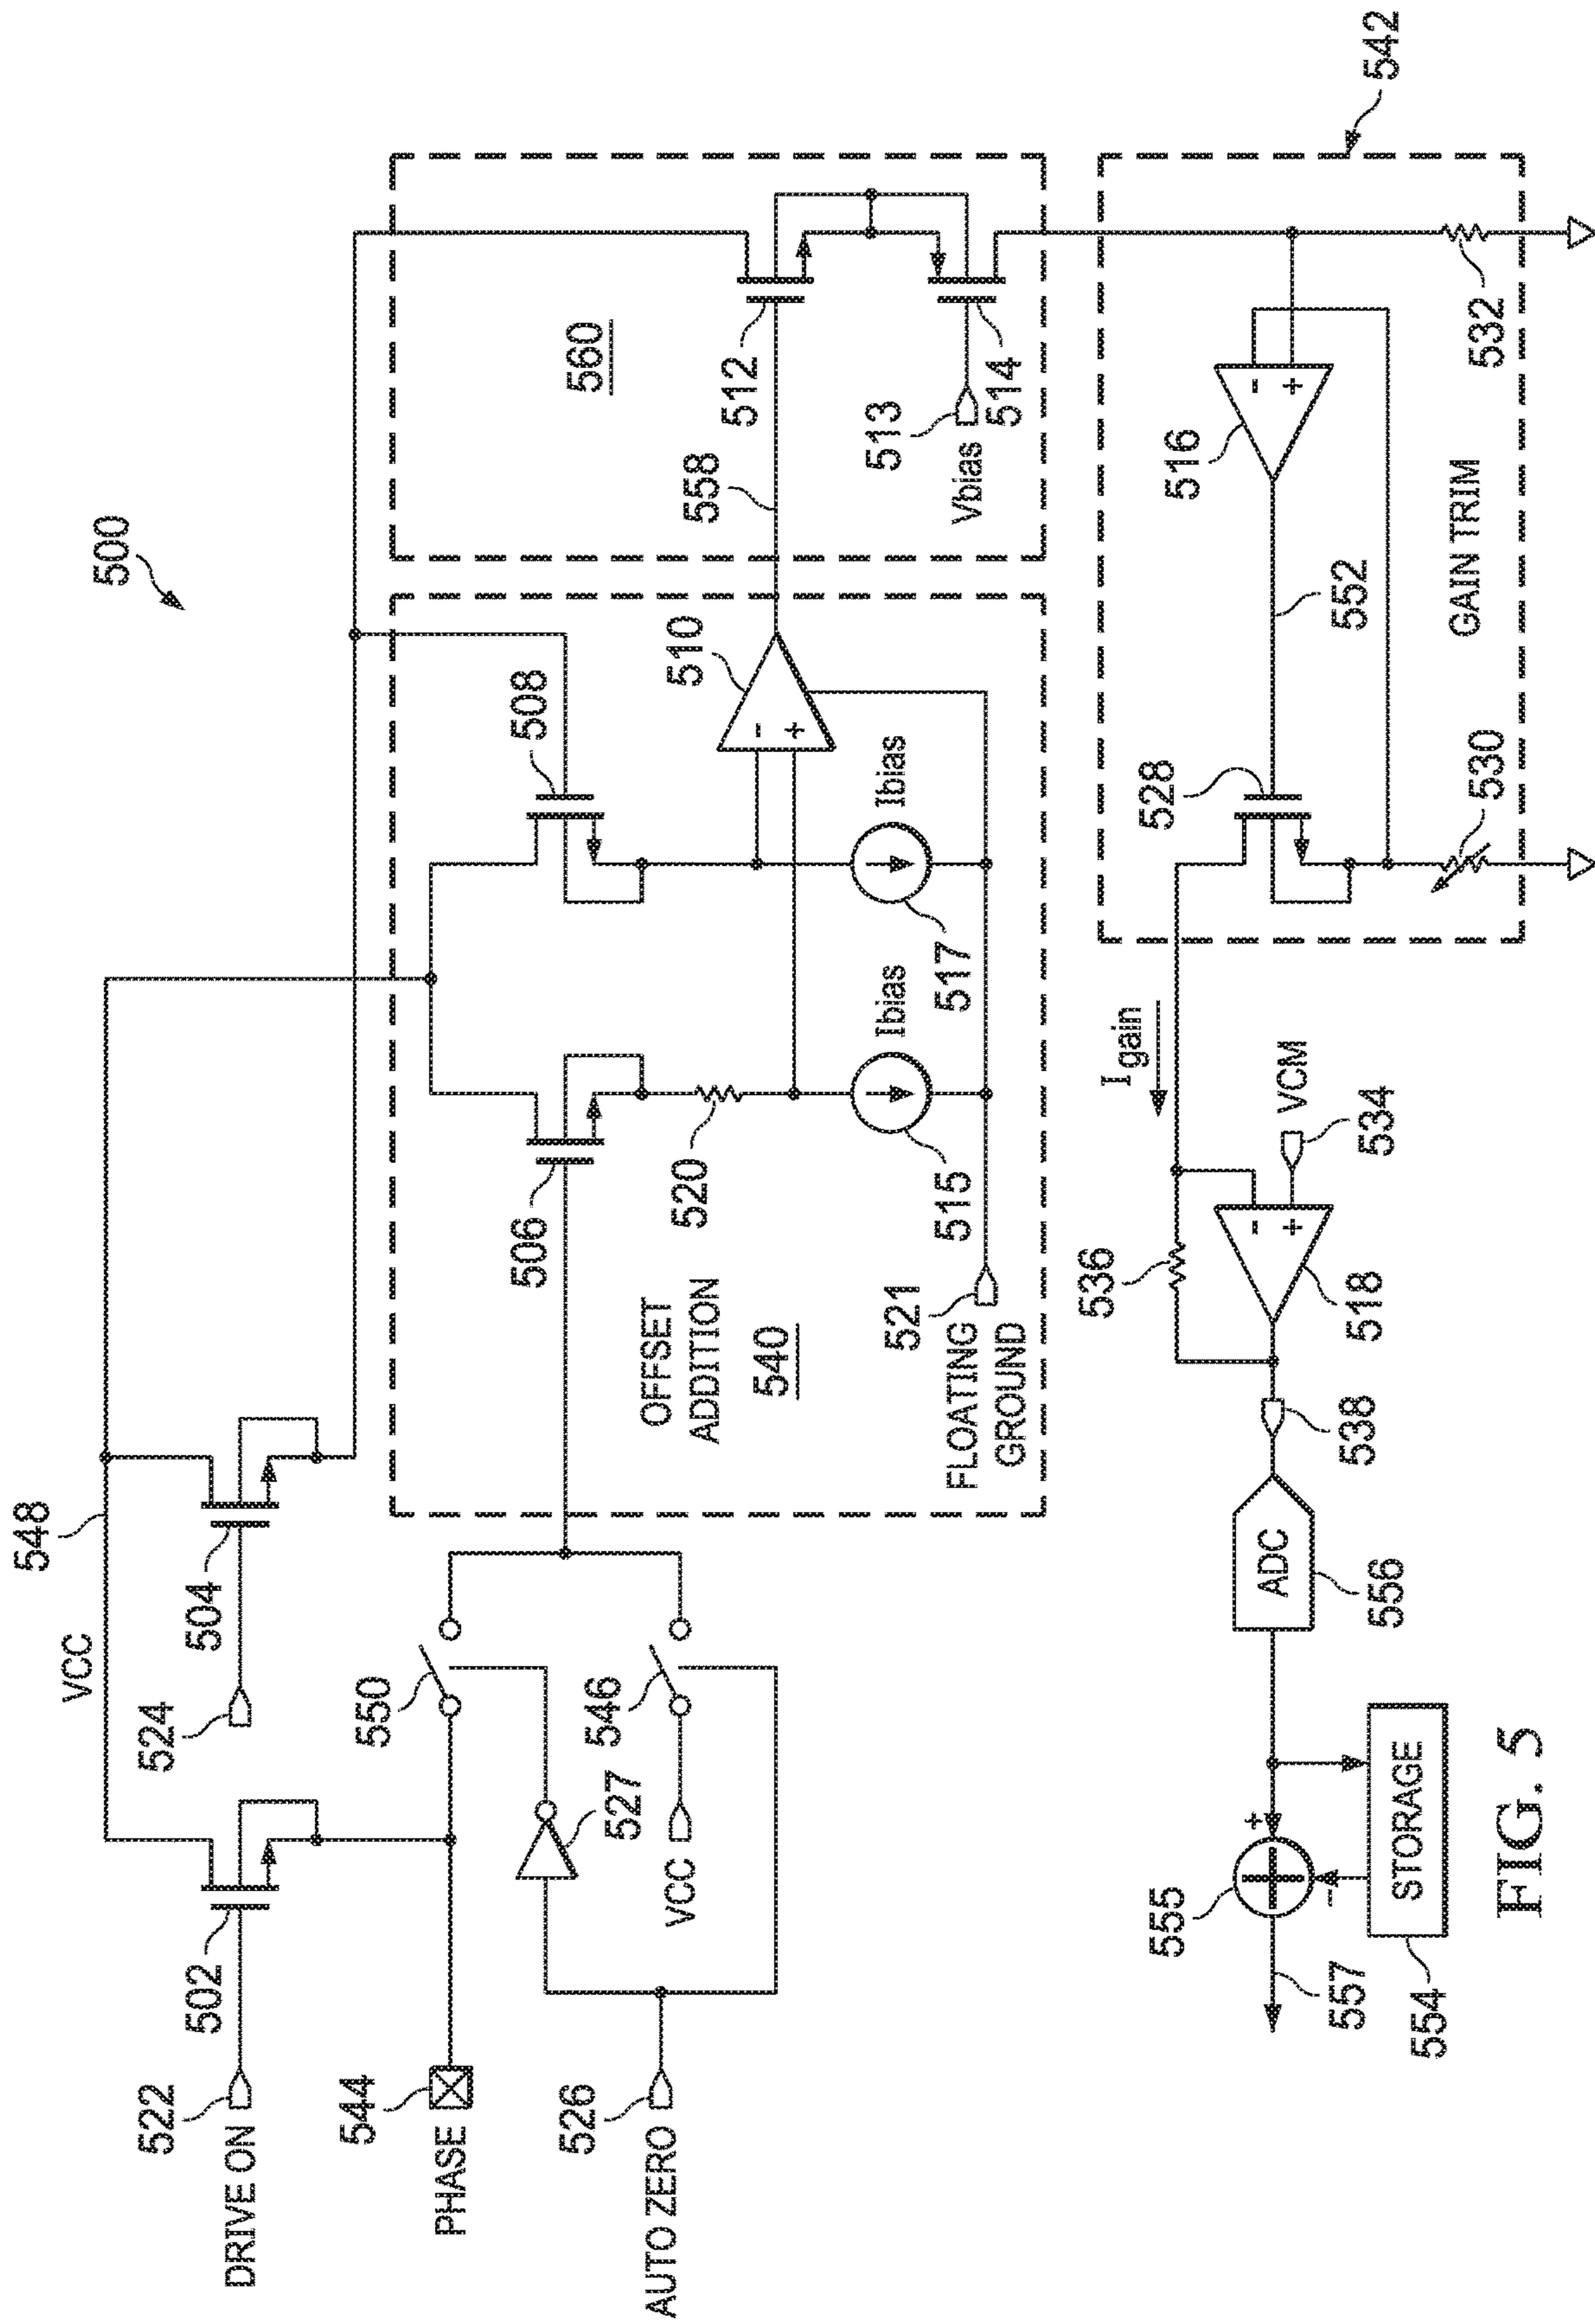 500
VCC
548
524
504
522
DRIVE ON
502
544
PHASE
550
546
527
VCC
526
AUTO ZERO
506
508
520
OFFSET
ADDITION
540
510
-
+
Ibias
515
Ibias
517
521
FLOATING
GROUND
558
560
512
513
Vbias
514
542
516
-
+
552
GAIN TRIM
528
530
532
Igain
VCM
534
536
-
+
518
538
ADC
556
+
-
555
557
STORAGE
554
FIG. 5